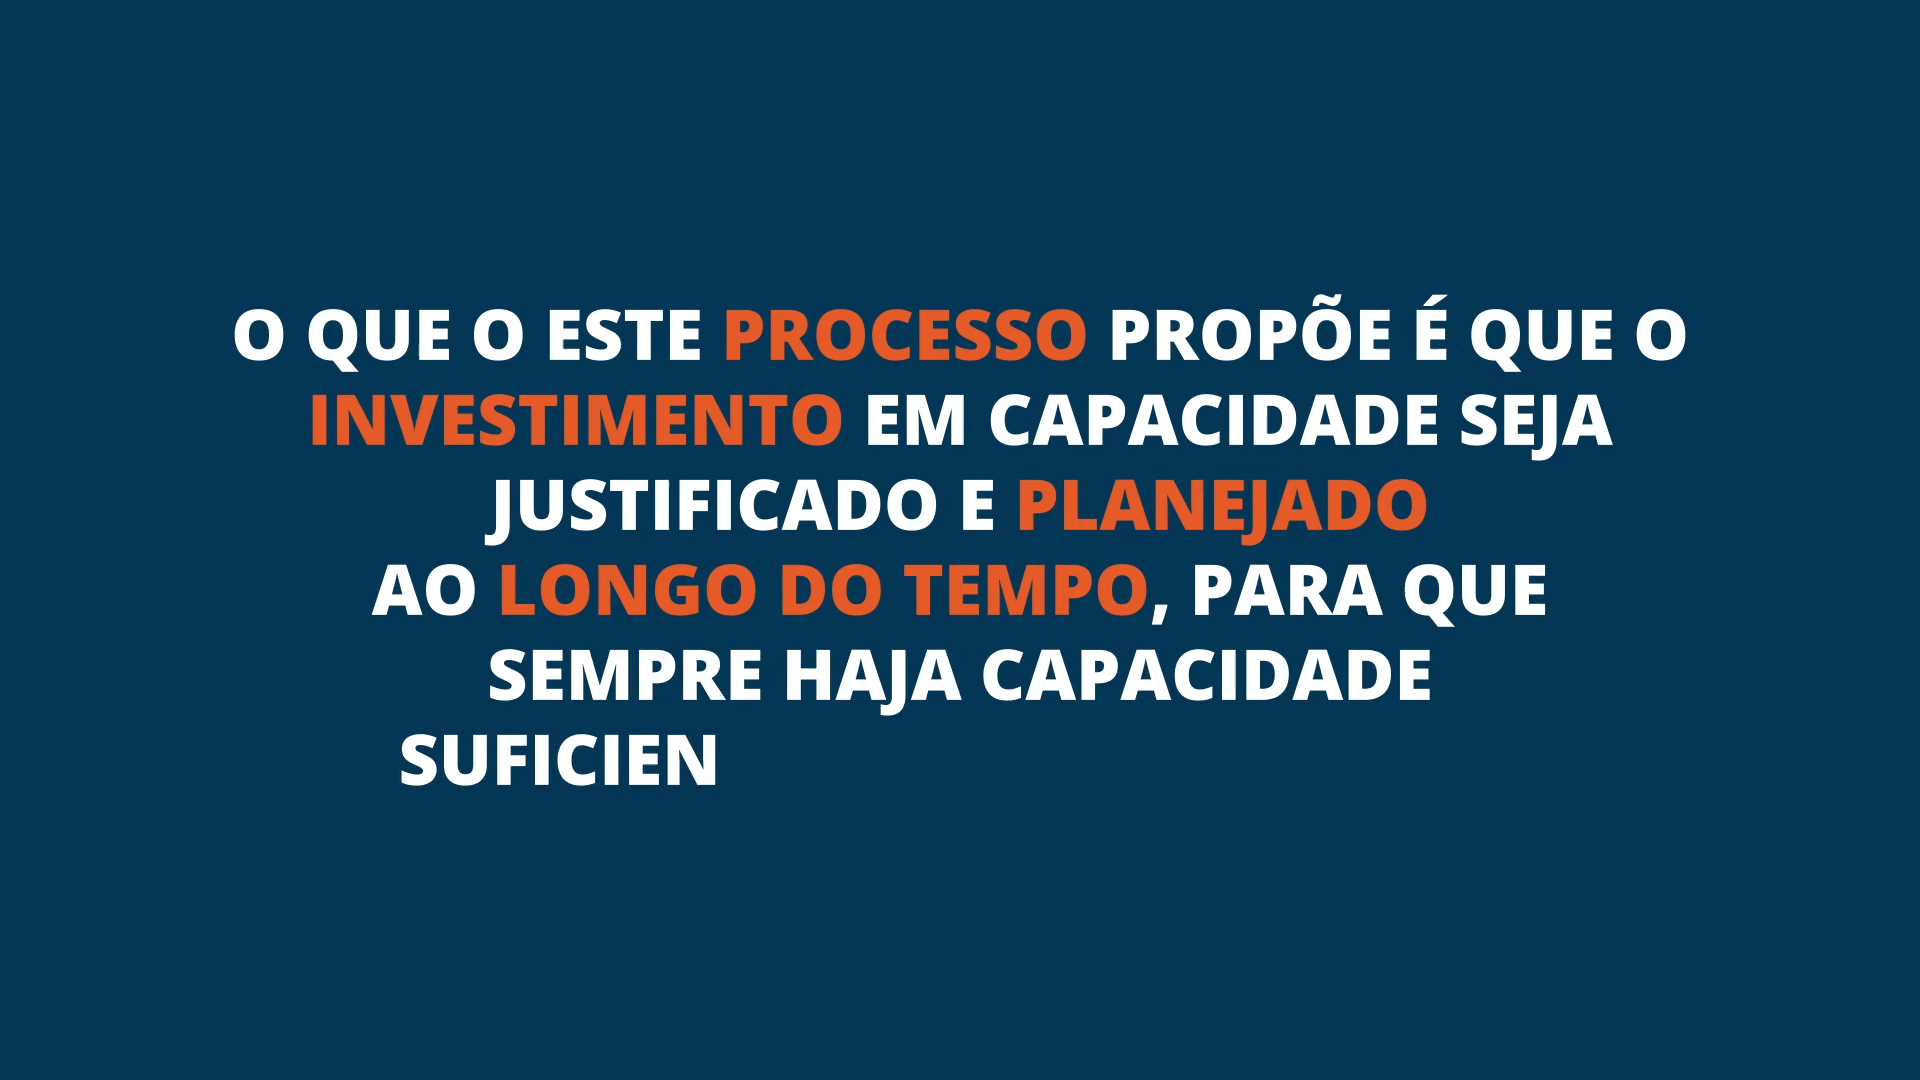 O QUE O ESTE PROCESSO PROPÕE É QUE O
INVESTIMENTO EM CAPACIDADE SEJA
JUSTIFICADO E PLANEJADO
AO LONGO DO TEMPO, PARA QUE
SEMPRE HAJA CAPACIDADE
SUFICIEN